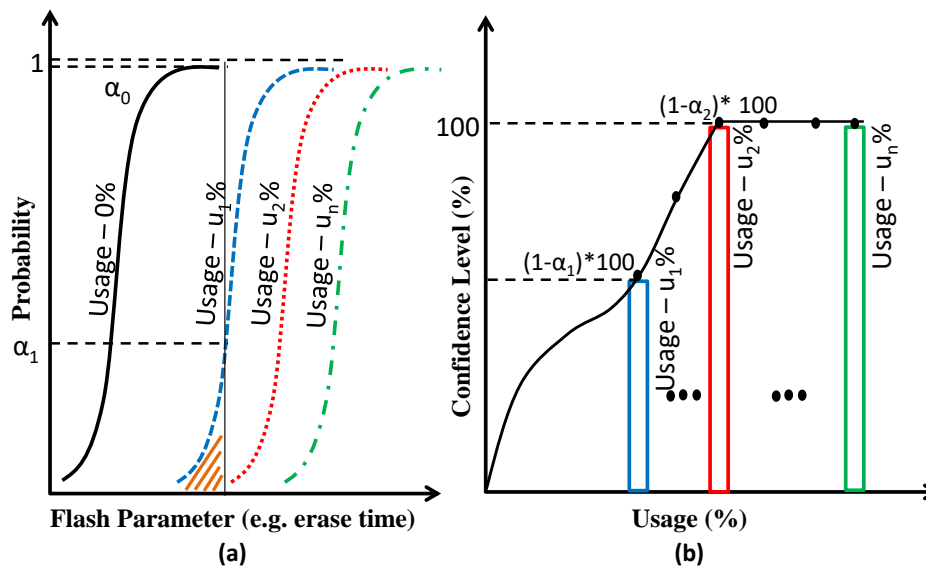 1
α₀
α₁
Probability
Usage – 0%
Usage – u₁%
Usage – u₂%
Usage – uₙ%
Flash Parameter (e.g. erase time)
(a)
Confidence Level (%)
100
(1-α₂)* 100
(1-α₁)*100
Usage – u₁%
Usage – u₂%
Usage – uₙ%
Usage (%)
(b)